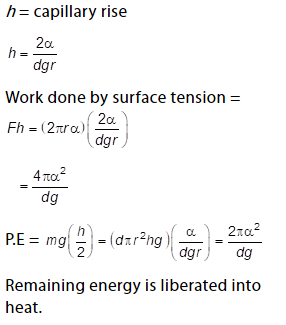 h = capillary rise
h = 2α/dgr
Work done by surface tension =
Fh = (2πrα)(2α/dgr)
= 4πα²/dg
P.E = mg(h/2) = (dπr²hg)(α/dgr) = 2πα²/dg
Remaining energy is liberated into
heat.